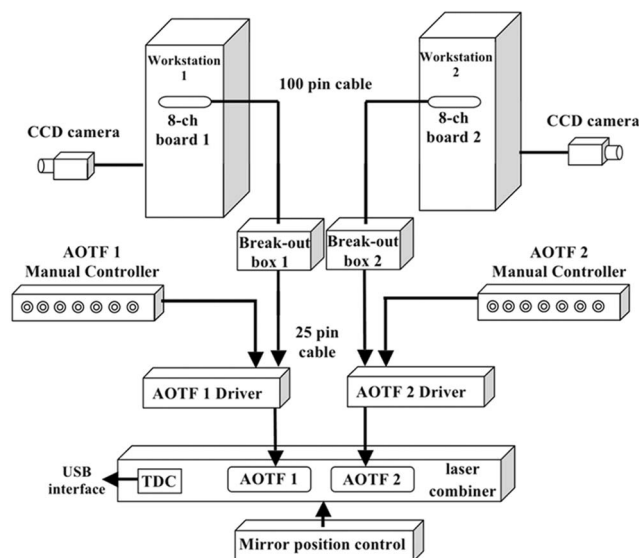 Workstation
1
Workstation
2
100 pin cable
8-ch
board 1
8-ch
board 2
CCD camera
CCD camera
Break-out
box 1
Break-out
box 2
AOTF 1
Manual Controller
AOTF 2
Manual Controller
25 pin
cable
AOTF 1 Driver
AOTF 2 Driver
USB
interface
TDC
AOTF 1
AOTF 2
laser
combiner
Mirror position control